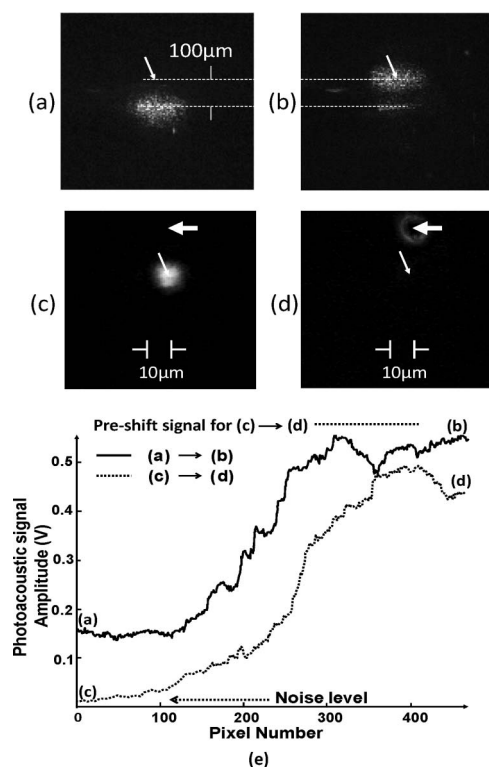 100μm
(a)
(b)
(c)
(d)
10μm
10μm
Pre-shift signal for (c) → (d)
(a) → (b)
(c) → (d)
(b)
(d)
(a)
(c)
0.5
0.4
0.3
0.2
0.1
Photoacoustic signal
Amplitude (V)
Noise level
0 100 200 300 400
Pixel Number
(e)